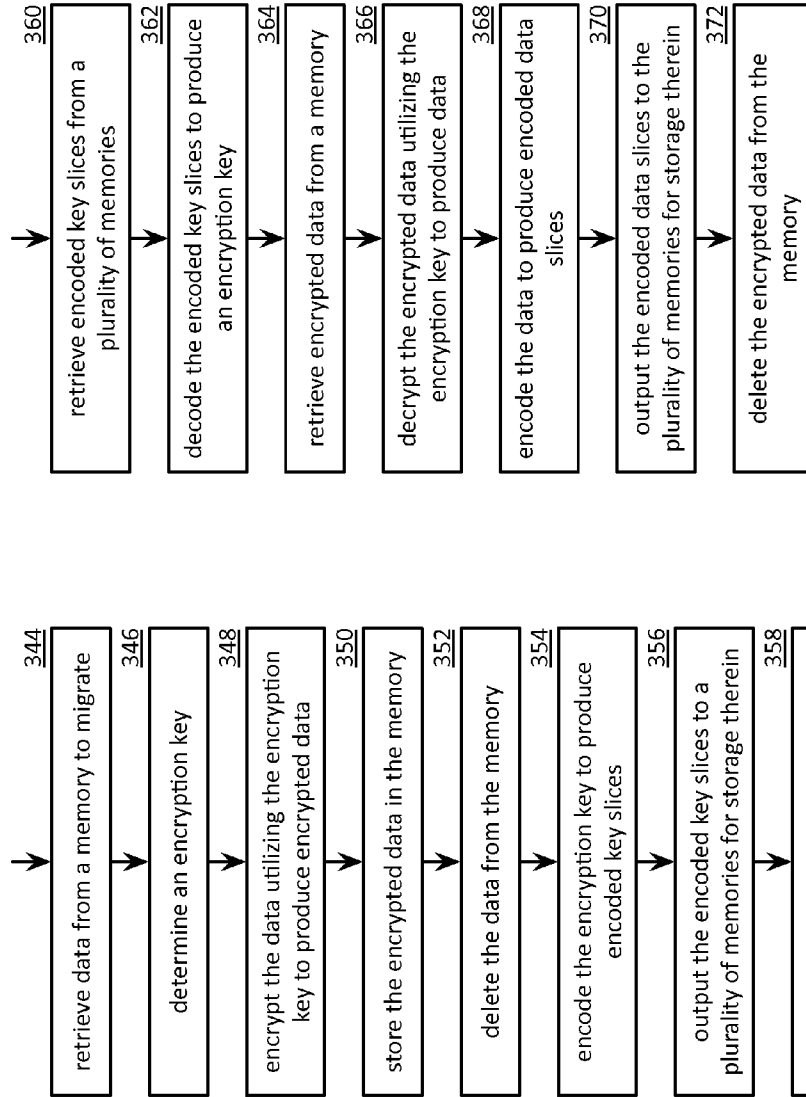 344
retrieve data from a memory to migrate
346
determine an encryption key
348
encrypt the data utilizing the encryption
key to produce encrypted data
350
store the encrypted data in the memory
352
delete the data from the memory
354
encode the encryption key to produce
encoded key slices
356
output the encoded key slices to a
plurality of memories for storage therein
358
360
retrieve encoded key slices from a
plurality of memories
362
decode the encoded key slices to produce
an encryption key
364
retrieve encrypted data from a memory
366
decrypt the encrypted data utilizing the
encryption key to produce data
368
encode the data to produce encoded data
slices
370
output the encoded data slices to the
plurality of memories for storage therein
372
delete the encrypted data from the
memory